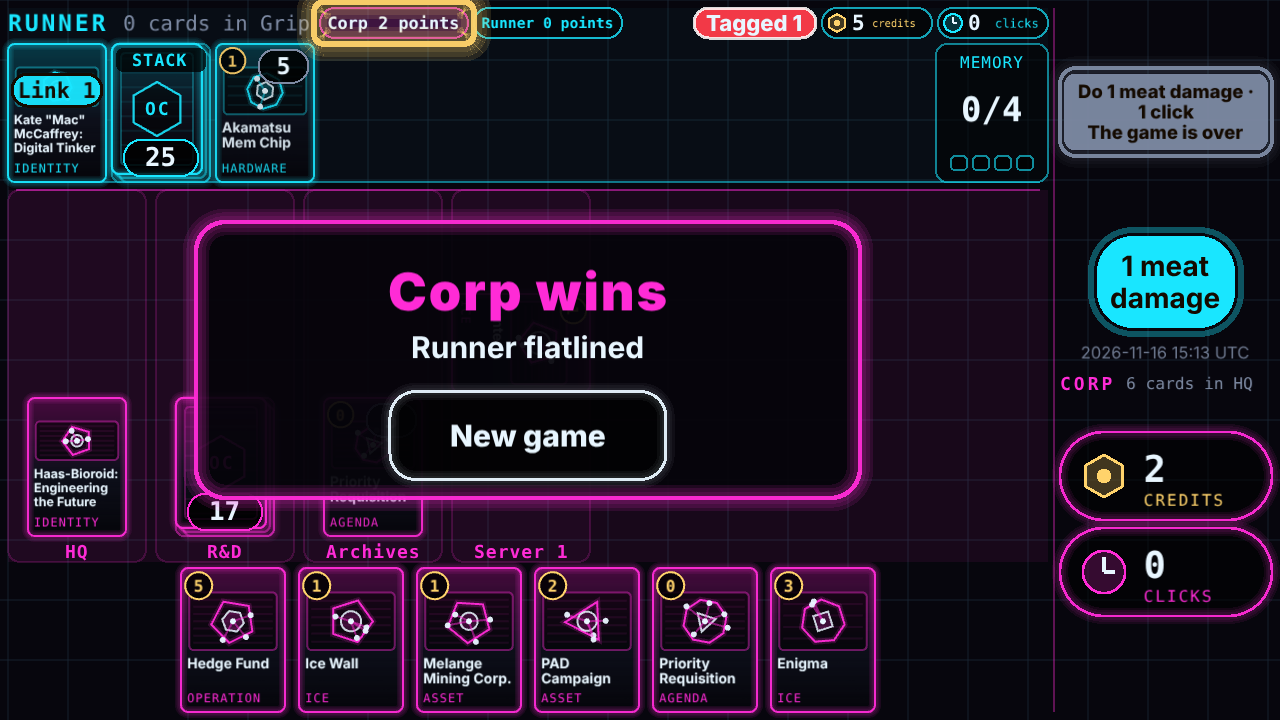 RUNNER 0 cards in Grip
Corp 2 points
Runner 0 points
Tagged 1
5 credits
0 clicks
Link 1
Kate "Mac"
McCaffrey:
Digital Tinker
IDENTITY
STACK
OC
25
1
5
Akamatsu
Mem Chip
HARDWARE
MEMORY
0/4
Do 1 meat damage ·
1 click
The game is over
Corp wins
Runner flatlined
New game
1 meat
damage
2026-11-16 15:13 UTC
CORP 6 cards in HQ
2
CREDITS
0
CLICKS
Haas-Bioroid:
Engineering
the Future
IDENTITY
HQ
OC
17
R&D
0
Priority
Requisition
AGENDA
Archives
Server 1
5
Hedge Fund
OPERATION
1
Ice Wall
ICE
1
Melange
Mining Corp.
ASSET
2
PAD
Campaign
ASSET
0
Priority
Requisition
AGENDA
3
Enigma
ICE